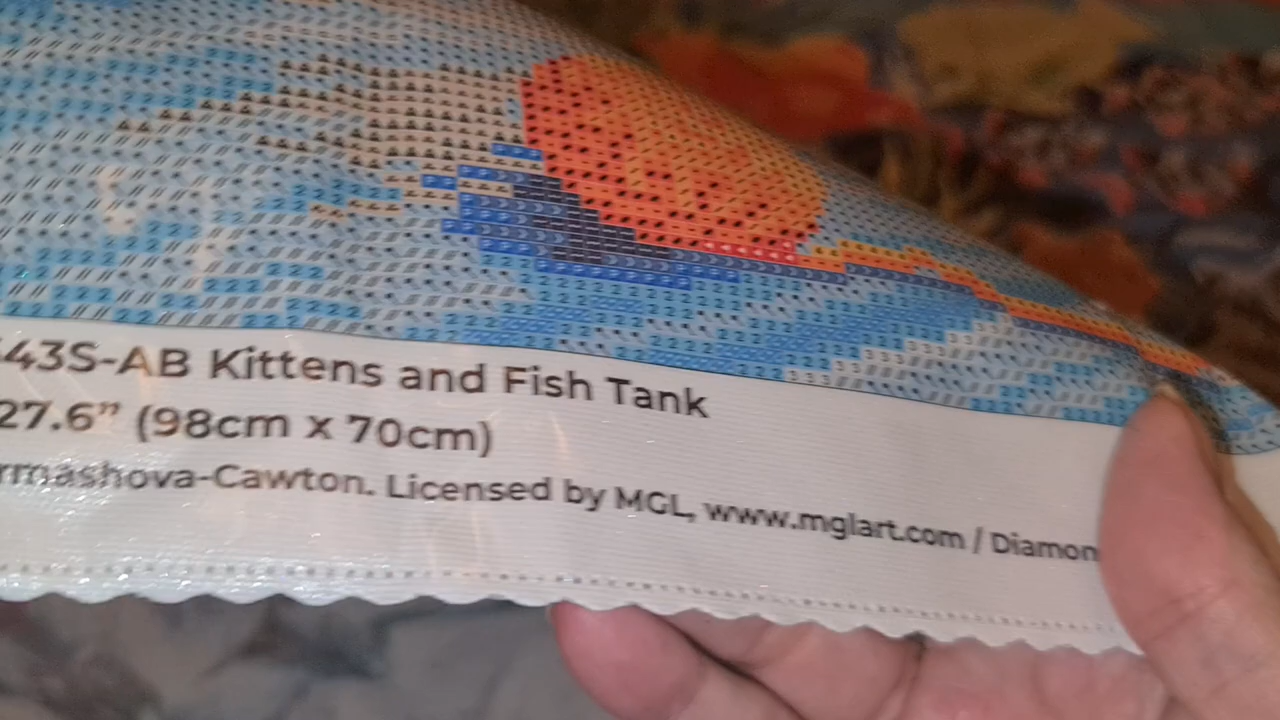 43S-AB Kittens and Fish Tank
27.6” (98cm x 70cm)
rmashova-Cawton. Licensed by MGL, www.mglart.com / Diamon